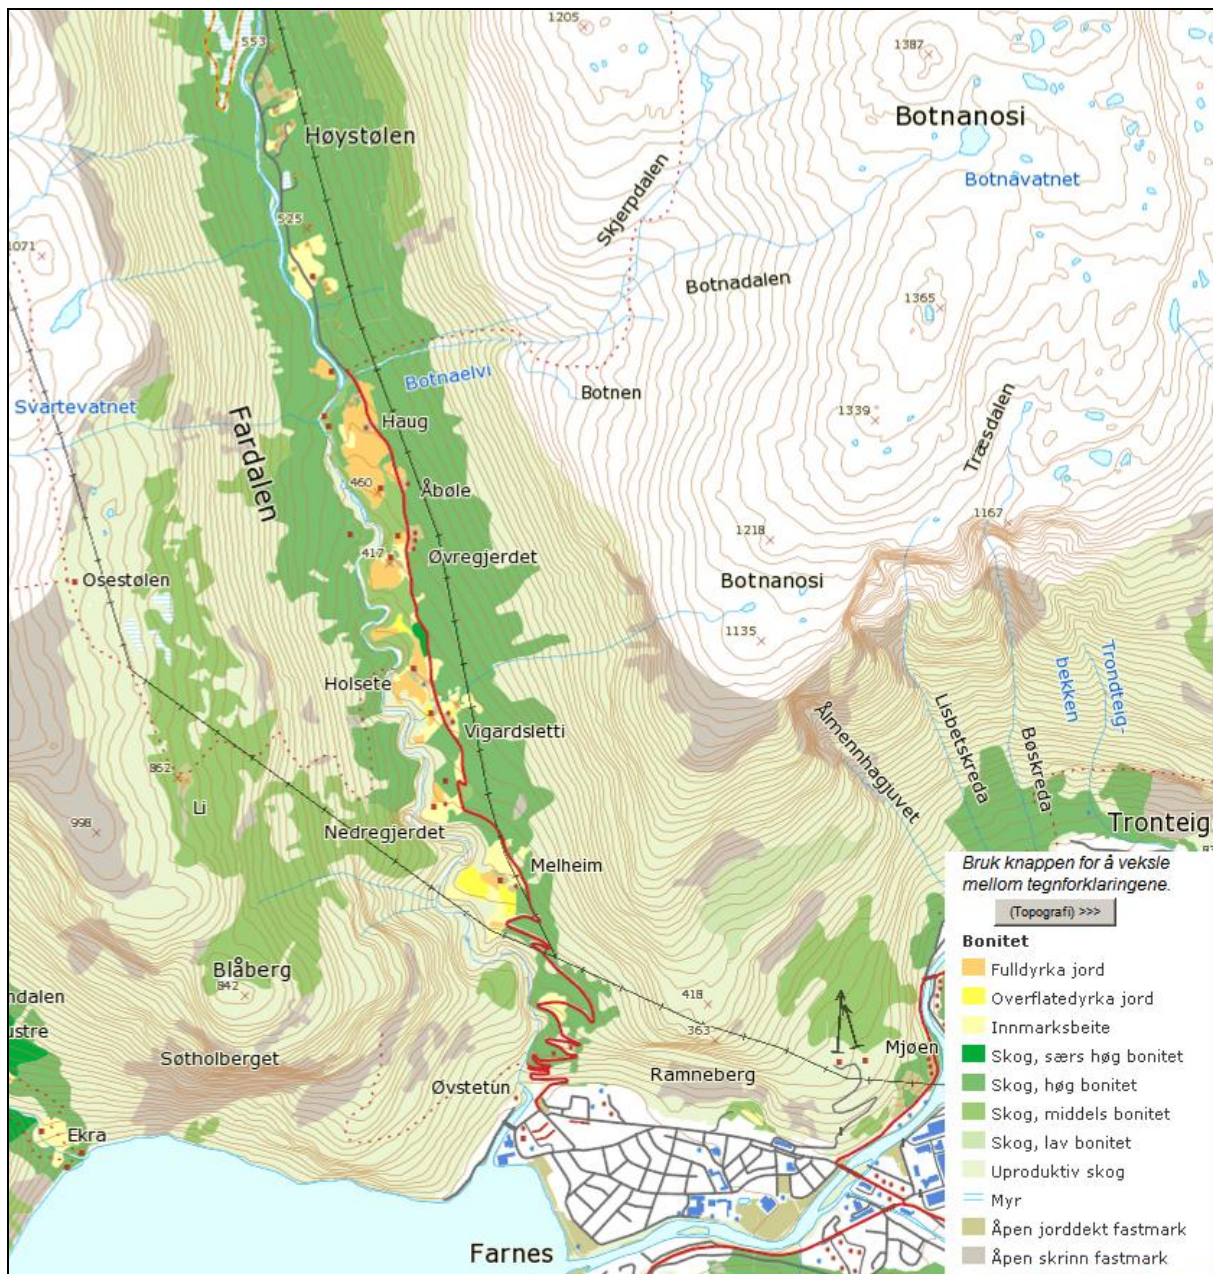 1205
553
1387
Botnanosi
Høystølen
Skjerpdalen
Botnavatnet
525
1071
Botnadalen
1365
Botnaelvi
Botnen
Svartevatnet
Fardalen
Haug
1339
Træsdalen
460
Åbøle
1167
1218
417
Øvregjerdet
Osestølen
Botnanosi
1135
Holsete
Vigardsletti
Ålmennhagjuvet
Lisbetskreda
Bøskreda
Trondteig-
bekken
862
Li
998
Nedregjerdet
Tronteig
Melheim
Blåberg
842
418
363
ndalen
ustre
Søtholberget
Øvstetun
Ramneberg
Mjøen
Ekra
Farnes
Bruk knappen for å veksle
mellom tegnforklaringene.
(Topografi) >>>
Bonitet
Fulldyrka jord
Overflatedyrka jord
Innmarksbeite
Skog, særs høg bonitet
Skog, høg bonitet
Skog, middels bonitet
Skog, lav bonitet
Uproduktiv skog
Myr
Åpen jorddekt fastmark
Åpen skrinn fastmark